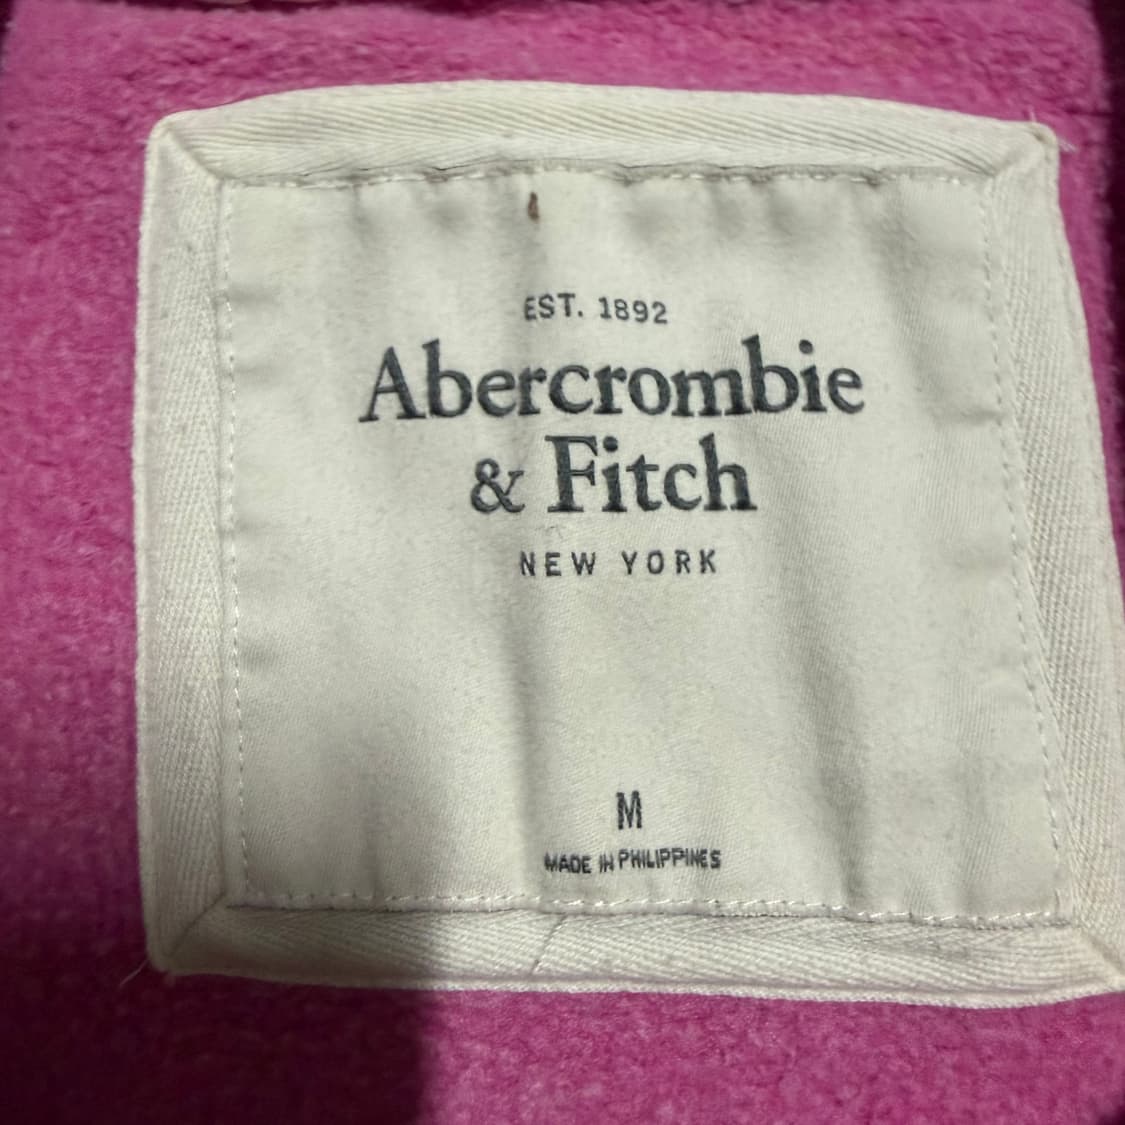 EST. 1892
Abercrombie
& Fitch
NEW YORK
M
MADE IN PHILIPPINES